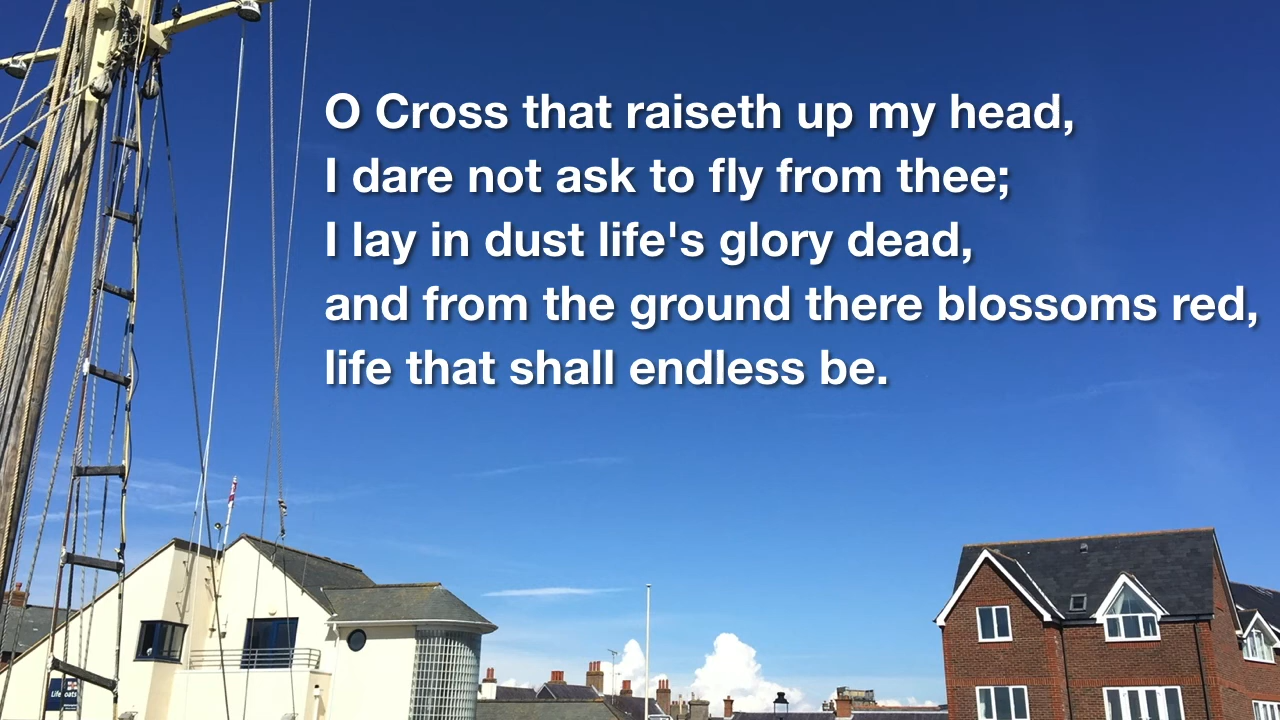 O Cross that raiseth up my head,
I dare not ask to fly from thee;
I lay in dust life's glory dead,
and from the ground there blossoms red,
life that shall endless be.